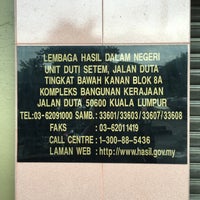 LEMBAGA HASIL DALAM NEGERI
UNIT DUTI SETEM, JALAN DUTA
TINGKAT BAWAH KANAN BLOK 8A
KOMPLEKS BANGUNAN KERAJAAN
JALAN DUTA, 50600 KUALA LUMPUR
TEL:03-62091000 SAMB.: 33601/33603/33607/33608
FAKS : 03-62011419
CALL CENTRE : 1-300-88-5436
LAMAN WEB : http://www.hasil.gov.my